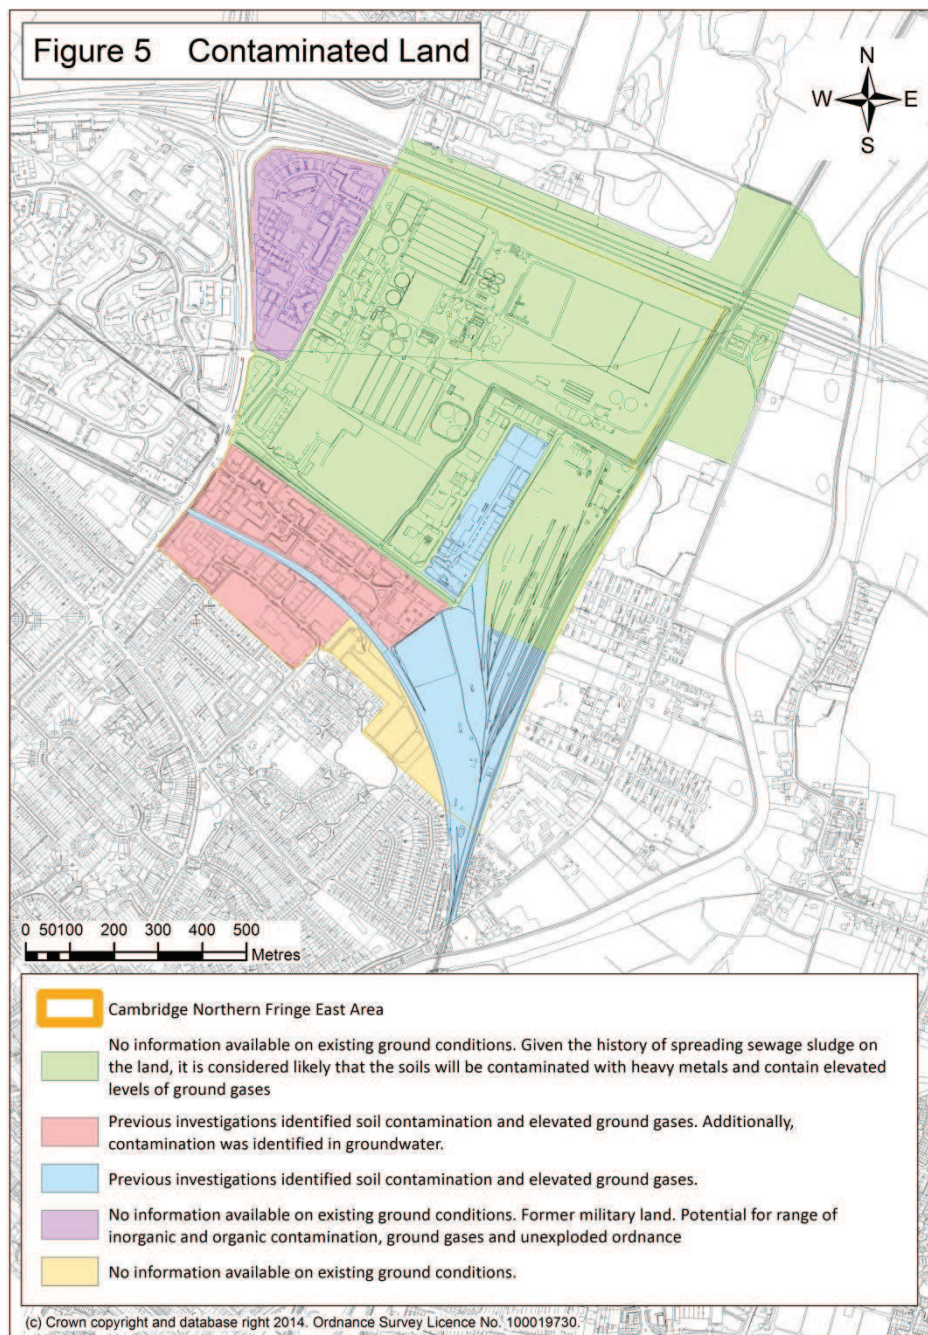 Figure 5 Contaminated Land
N
W E
S
0 50100 200 300 400 500
Metres
Cambridge Northern Fringe East Area
No information available on existing ground conditions. Given the history of spreading sewage sludge on
the land, it is considered likely that the soils will be contaminated with heavy metals and contain elevated
levels of ground gases
Previous investigations identified soil contamination and elevated ground gases. Additionally,
contamination was identified in groundwater.
Previous investigations identified soil contamination and elevated ground gases.
No information available on existing ground conditions. Former military land. Potential for range of
inorganic and organic contamination, ground gases and unexploded ordnance
No information available on existing ground conditions.
(c) Crown copyright and database right 2014. Ordnance Survey Licence No. 100019730.